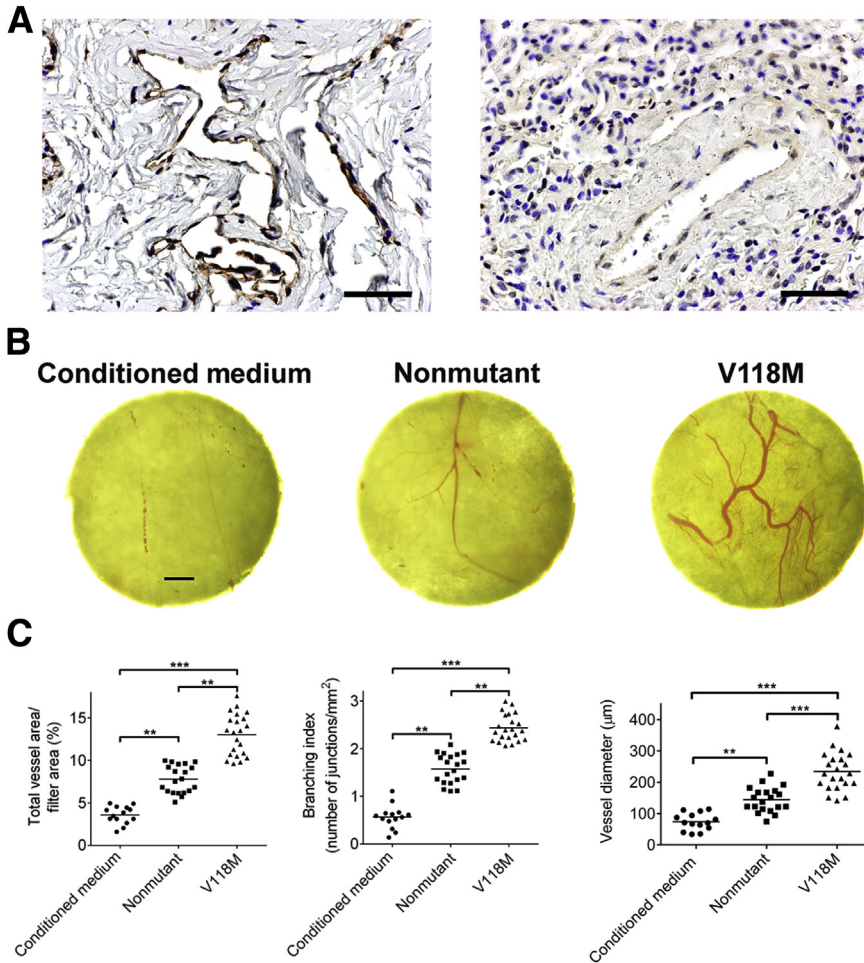 A
B
Conditioned medium
Nonmutant
V118M
C
***
**
**
Total vessel area/
filter area (%)
15
10
5
0
Conditioned medium
Nonmutant
V118M
***
**
**
Branching index
(number of junctions/mm²)
3
2
1
0
Conditioned medium
Nonmutant
V118M
***
***
**
Vessel diameter (μm)
400
300
200
100
0
Conditioned medium
Nonmutant
V118M